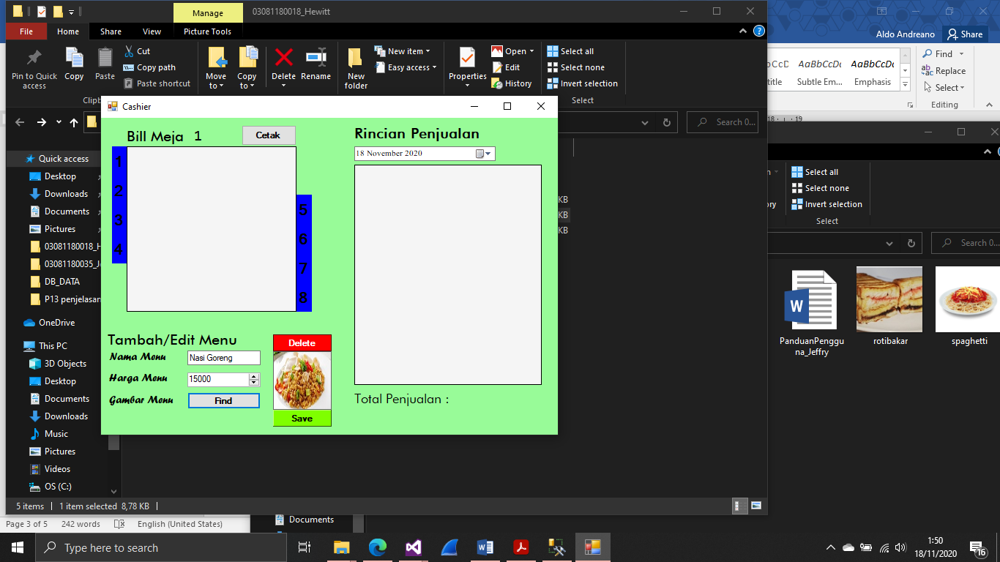 Manage
03081180018_Hewitt
File
Home
Share
View
Picture Tools
Pin to Quick access
Copy
Paste
Cut
Copy path
Paste shortcut
Move to
Copy to
Delete
Rename
New folder
New item
Easy access
Properties
Open
Edit
History
Select all
Select none
Invert selection
Select
Aldo Andreano
Share
AaBbCcDc
AaBbCcDc
Subtle Em...
Emphasis
Find
Replace
Select
Editing
18
19
Search 0...
Quick access
Desktop
Downloads
Documents
Pictures
03081180018_H
03081180035_Je
DB_DATA
P13 penjelasan
OneDrive
This PC
3D Objects
Desktop
Documents
Downloads
Music
Pictures
Videos
OS (C:)
KB
KB
KB
Cashier
Bill Meja 1
Cetak
1
2
3
4
5
6
7
8
Rincian Penjualan
18 November 2020
Total Penjualan :
Tambah/Edit Menu
Nama Menu
Nasi Goreng
Harga Menu
15000
Gambar Menu
Find
Delete
Save
Select all
Select none
Invert selection
Select
Search 0...
PanduanPenggu
na_Jeffry
rotibakar
spaghetti
5 items
1 item selected 8,78 KB
Page 3 of 5
242 words
English (United States)
Documents
Type here to search
1:50
18/11/2020
16